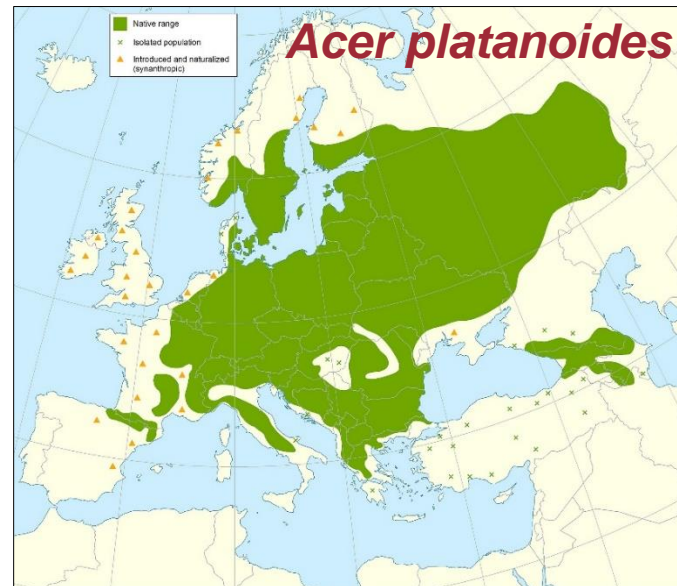 Acer platanoides
Native range
Isolated population
Introduced and naturalized
(synanthropic)